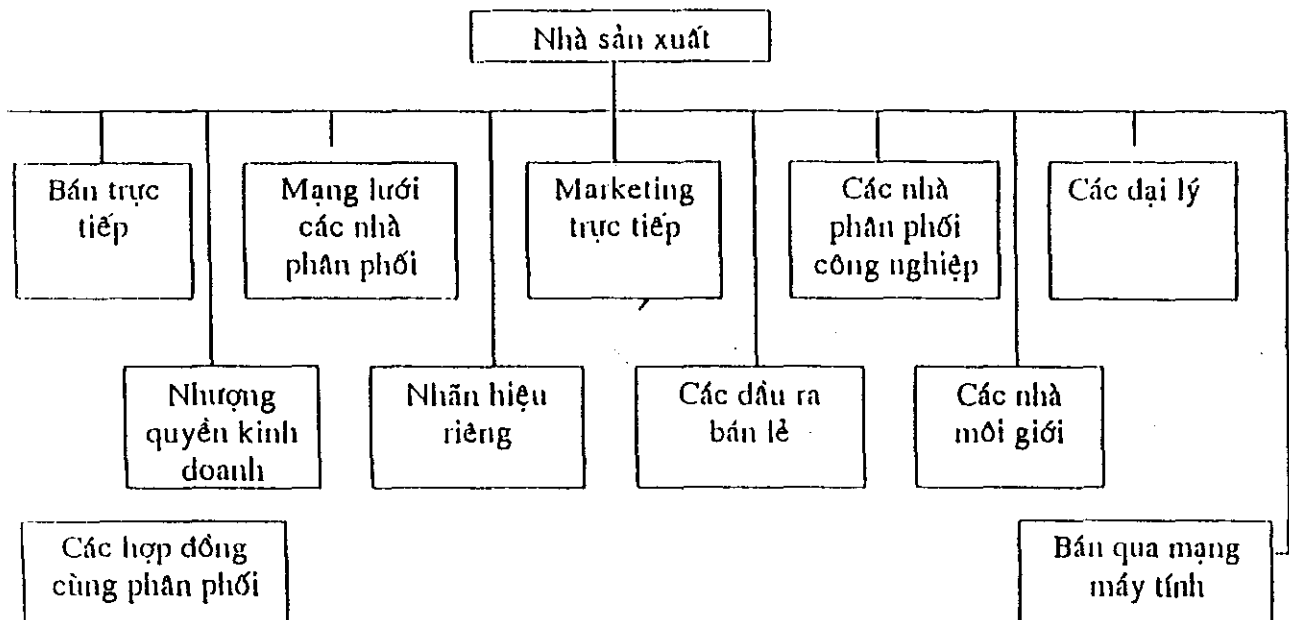 Nhà sản xuất
Bán trực
tiếp
Mạng lưới
các nhà
phân phối
Marketing
trực tiếp
Các nhà
phân phối
công nghiệp
Các đại lý
Nhượng
quyền kinh
doanh
Nhãn hiệu
riêng
Các đầu ra
bán lẻ
Các nhà
môi giới
Các hợp đồng
cùng phân phối
Bán qua mạng
máy tính